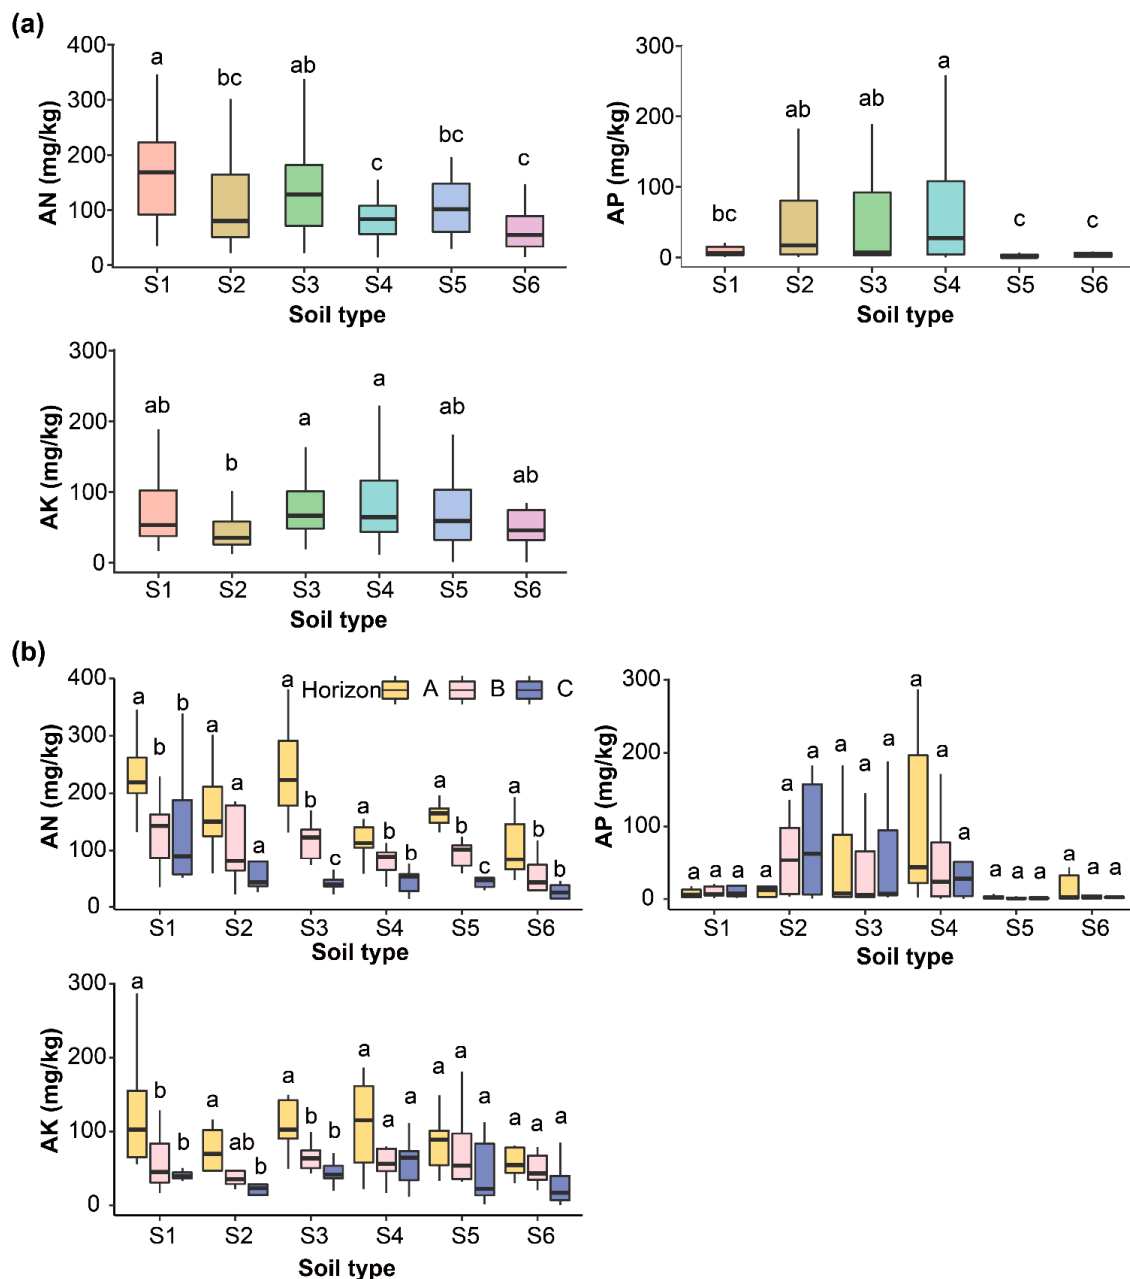 (a)
AN (mg/kg)
400
300
200
100
0
a
bc
ab
c
bc
c
S1 S2 S3 S4 S5 S6
Soil type
AP (mg/kg)
300
200
100
0
bc
ab
ab
a
c
c
S1 S2 S3 S4 S5 S6
Soil type
AK (mg/kg)
300
200
100
0
ab
b
a
a
ab
ab
S1 S2 S3 S4 S5 S6
Soil type
(b)
AN (mg/kg)
400
300
200
100
0
Horizon A B C
a b b
a a a
a b c
a b b
a b c
a b b
S1 S2 S3 S4 S5 S6
Soil type
AP (mg/kg)
300
200
100
0
a a a
a a a
a a a
a a a
a a a
a a a
S1 S2 S3 S4 S5 S6
Soil type
AK (mg/kg)
300
200
100
0
a b b
a ab b
a b b
a a a
a a a
a a a
S1 S2 S3 S4 S5 S6
Soil type